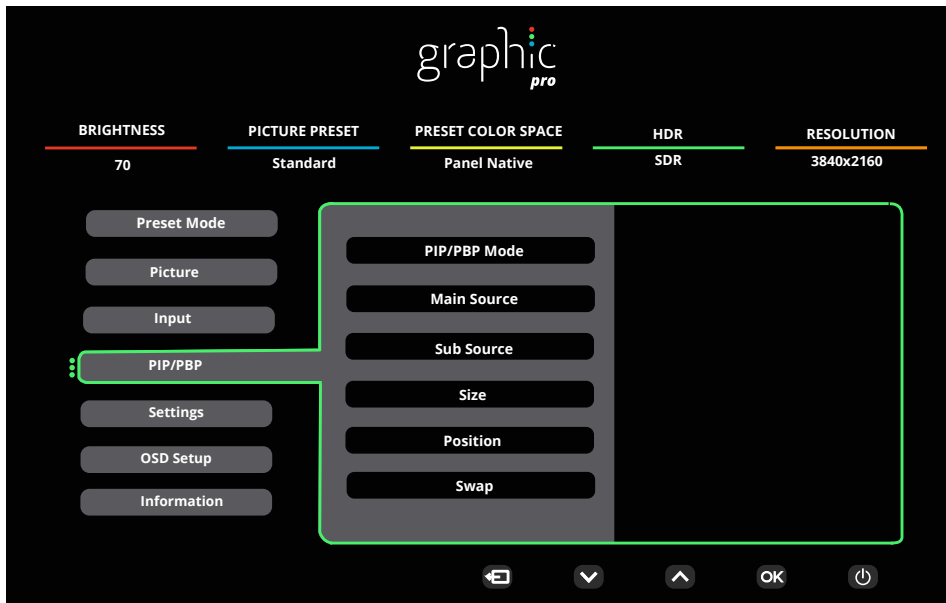 graphic
pro
BRIGHTNESS PICTURE PRESET PRESET COLOR SPACE HDR RESOLUTION
70 Standard Panel Native SDR 3840x2160
Preset Mode
Picture
Input
PIP/PBP
Settings
OSD Setup
Information
PIP/PBP Mode
Main Source
Sub Source
Size
Position
Swap
OK